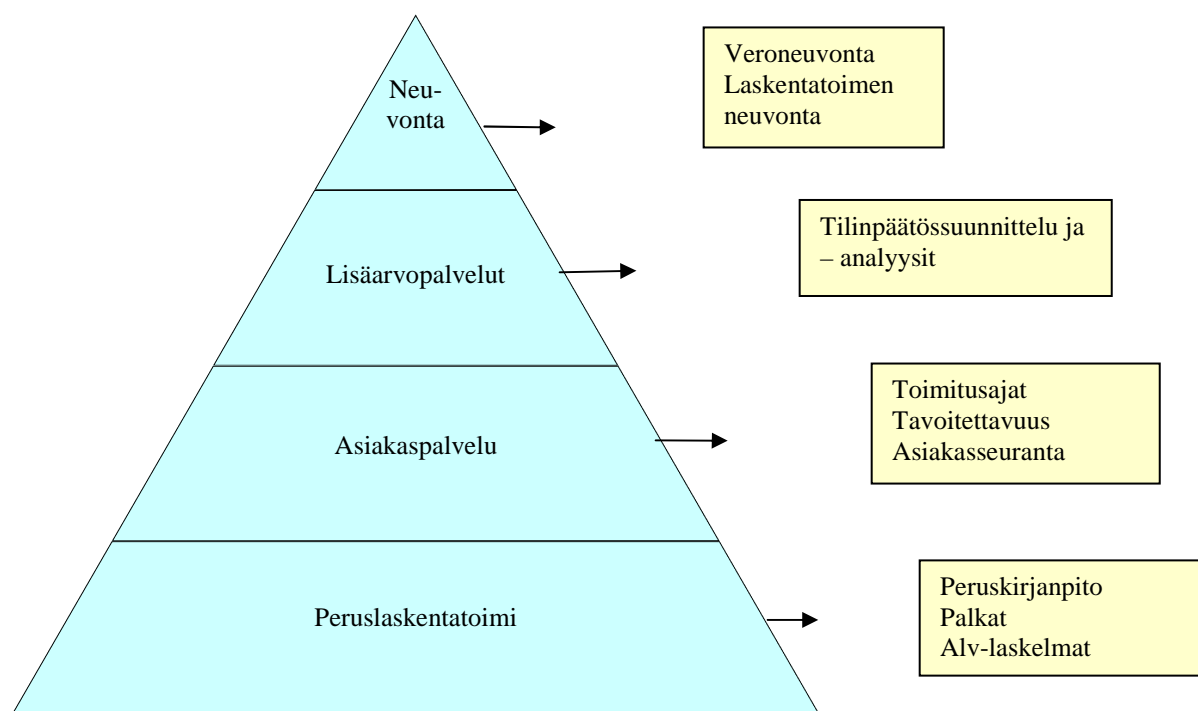 Neu-
vonta
Veroneuvonta
Laskentatoimen
neuvonta
Lisäarvopalvelut
Tilinpäätössuunnittelu ja
– analyysit
Asiakaspalvelu
Toimitusajat
Tavoitettavuus
Asiakasseuranta
Peruslaskentatoimi
Peruskirjanpito
Palkat
Alv-laskelmat